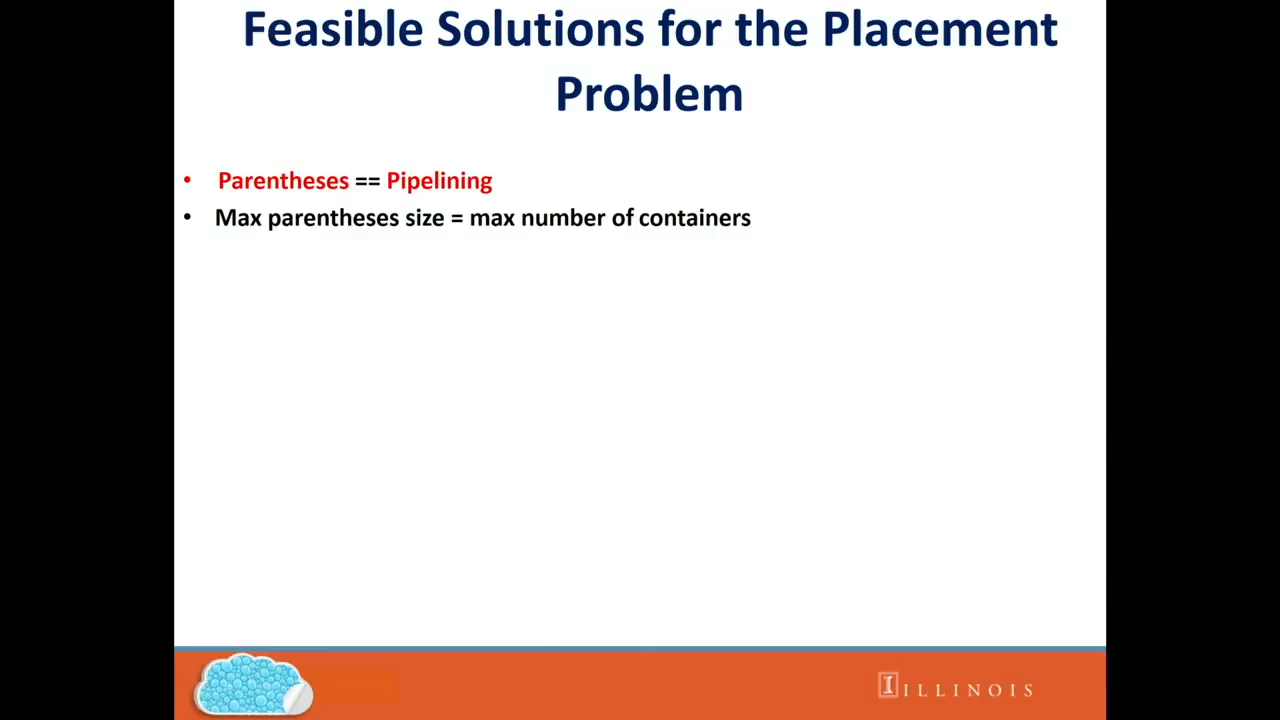 Feasible Solutions for the Placement
Problem
• Parentheses == Pipelining
• Max parentheses size = max number of containers
I ILLINOIS